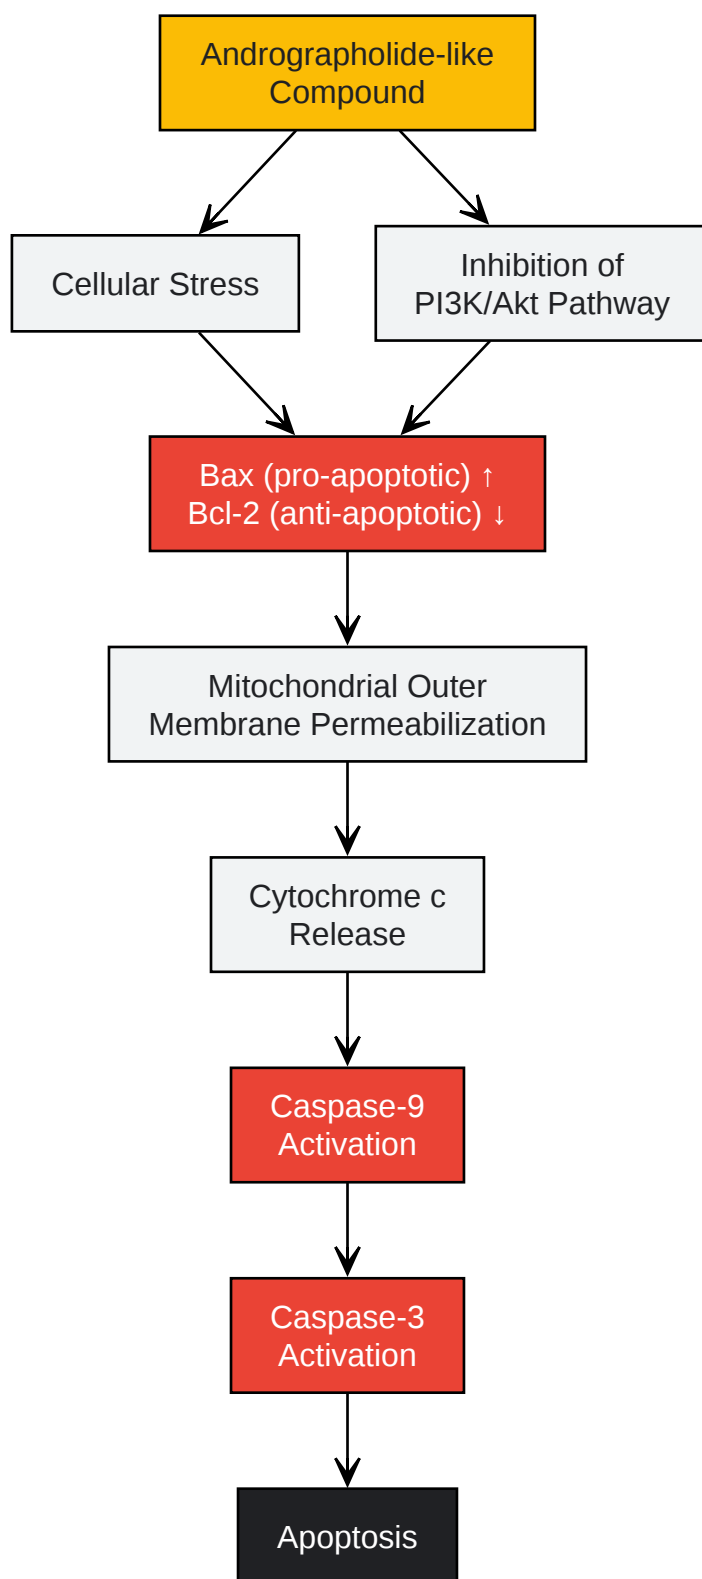 Andrographolide-like
Compound
Cellular Stress
Inhibition of
PI3K/Akt Pathway
Bax (pro-apoptotic) ↑
Bcl-2 (anti-apoptotic) ↓
Mitochondrial Outer
Membrane Permeabilization
Cytochrome c
Release
Caspase-9
Activation
Caspase-3
Activation
Apoptosis